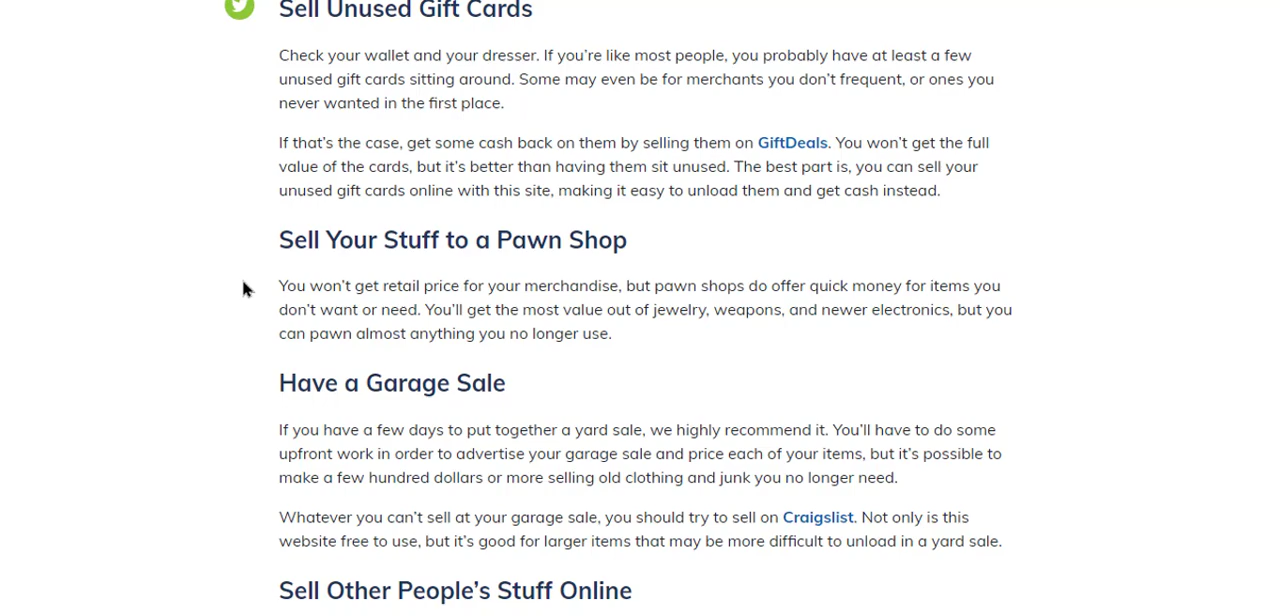 Sell Unused Gift Cards
Check your wallet and your dresser. If you’re like most people, you probably have at least a few
unused gift cards sitting around. Some may even be for merchants you don’t frequent, or ones you
never wanted in the first place.
If that’s the case, get some cash back on them by selling them on GiftDeals. You won’t get the full
value of the cards, but it’s better than having them sit unused. The best part is, you can sell your
unused gift cards online with this site, making it easy to unload them and get cash instead.
Sell Your Stuff to a Pawn Shop
You won’t get retail price for your merchandise, but pawn shops do offer quick money for items you
don’t want or need. You’ll get the most value out of jewelry, weapons, and newer electronics, but you
can pawn almost anything you no longer use.
Have a Garage Sale
If you have a few days to put together a yard sale, we highly recommend it. You’ll have to do some
upfront work in order to advertise your garage sale and price each of your items, but it’s possible to
make a few hundred dollars or more selling old clothing and junk you no longer need.
Whatever you can’t sell at your garage sale, you should try to sell on Craigslist. Not only is this
website free to use, but it’s good for larger items that may be more difficult to unload in a yard sale.
Sell Other People’s Stuff Online